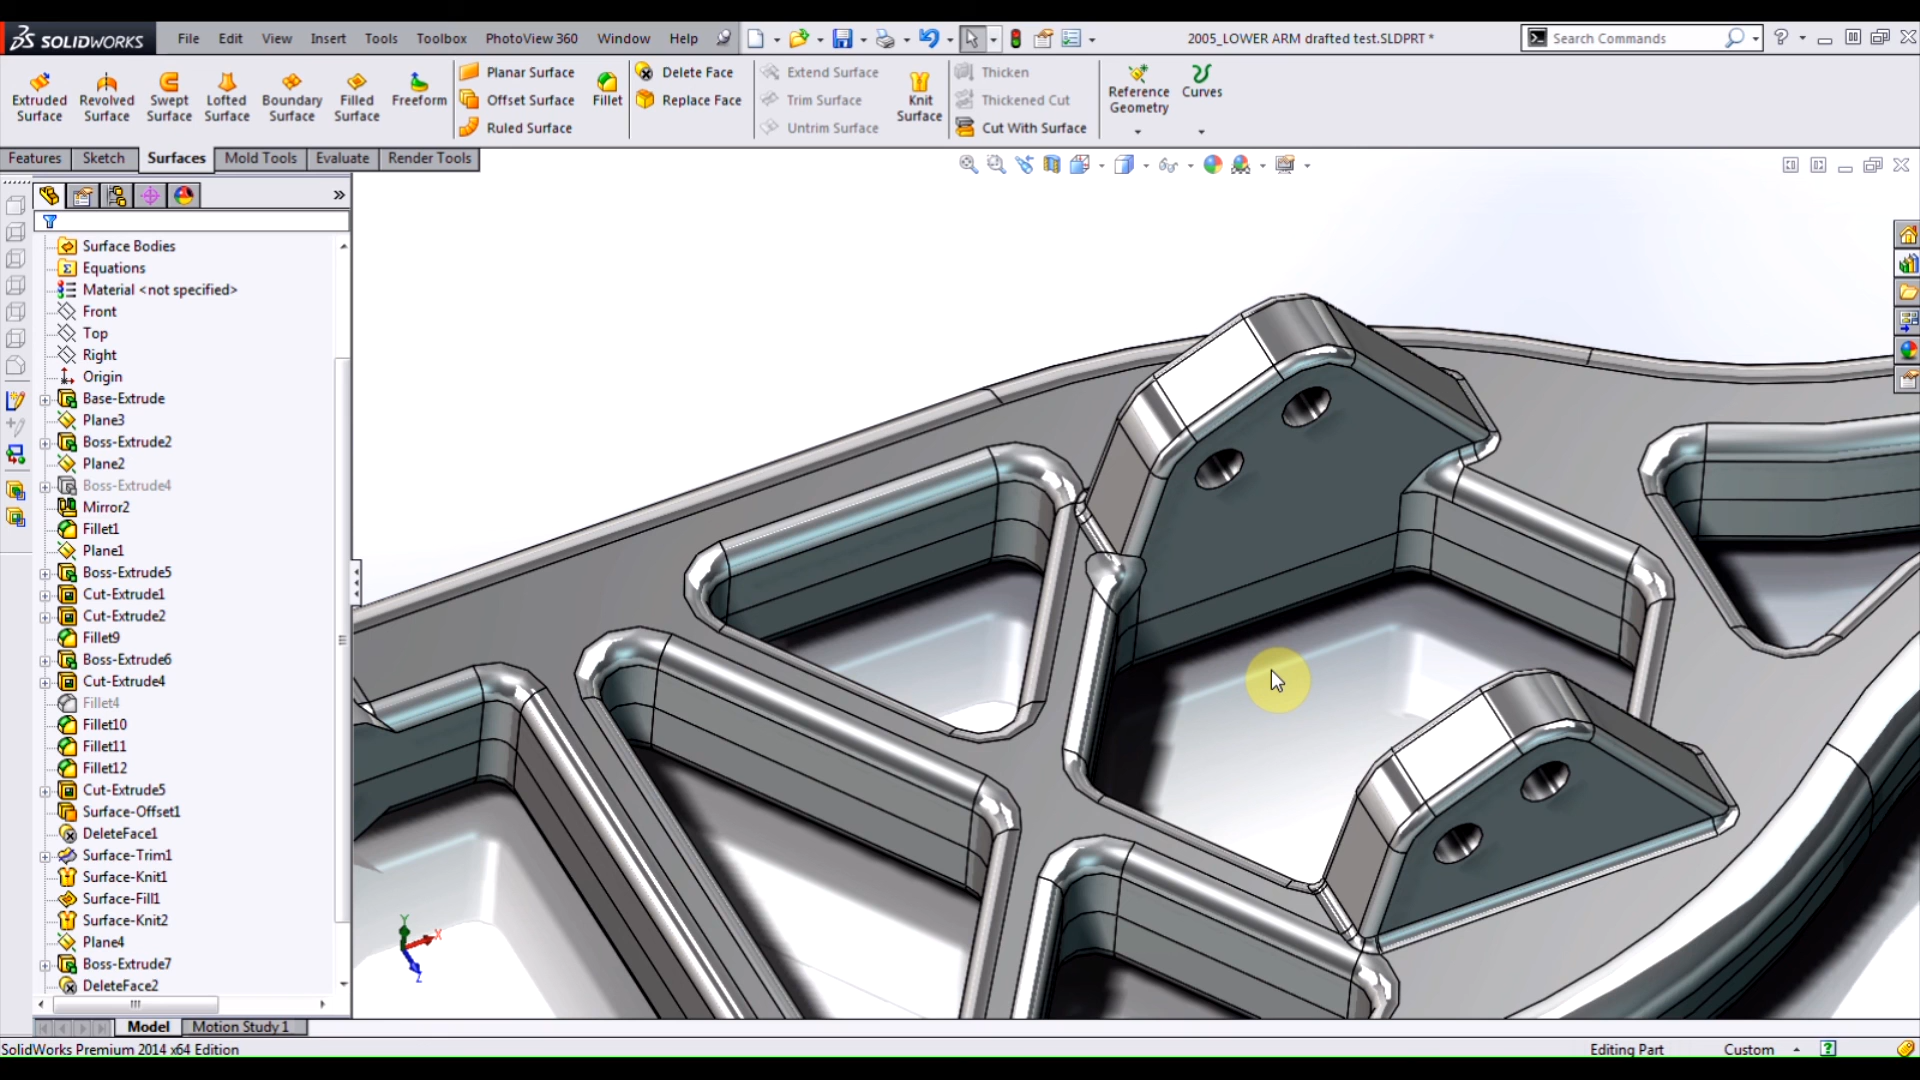 SOLIDWORKS File Edit View Insert Tools Toolbox PhotoView 360 Window Help 2005_LOWER ARM drafted test.SLDPRT * Search Commands
Extruded Surface
Revolved Surface
Swept Surface
Lofted Surface
Boundary Surface
Filled Surface
Freeform
Planar Surface
Offset Surface
Ruled Surface
Fillet
Delete Face
Replace Face
Extend Surface
Trim Surface
Untrim Surface
Knit Surface
Thicken
Thickened Cut
Cut With Surface
Reference Geometry
Curves
Features Sketch Surfaces Mold Tools Evaluate Render Tools
Surface Bodies
Equations
Material <not specified>
Front
Top
Right
Origin
Base-Extrude
Plane3
Boss-Extrude2
Plane2
Boss-Extrude4
Mirror2
Fillet1
Plane1
Boss-Extrude5
Cut-Extrude1
Cut-Extrude2
Fillet9
Boss-Extrude6
Cut-Extrude4
Fillet4
Fillet10
Fillet11
Fillet12
Cut-Extrude5
Surface-Offset1
DeleteFace1
Surface-Trim1
Surface-Knit1
Surface-Fill1
Surface-Knit2
Plane4
Boss-Extrude7
DeleteFace2
Y
X
Z
Model Motion Study 1
SolidWorks Premium 2014 x64 Edition Editing Part Custom